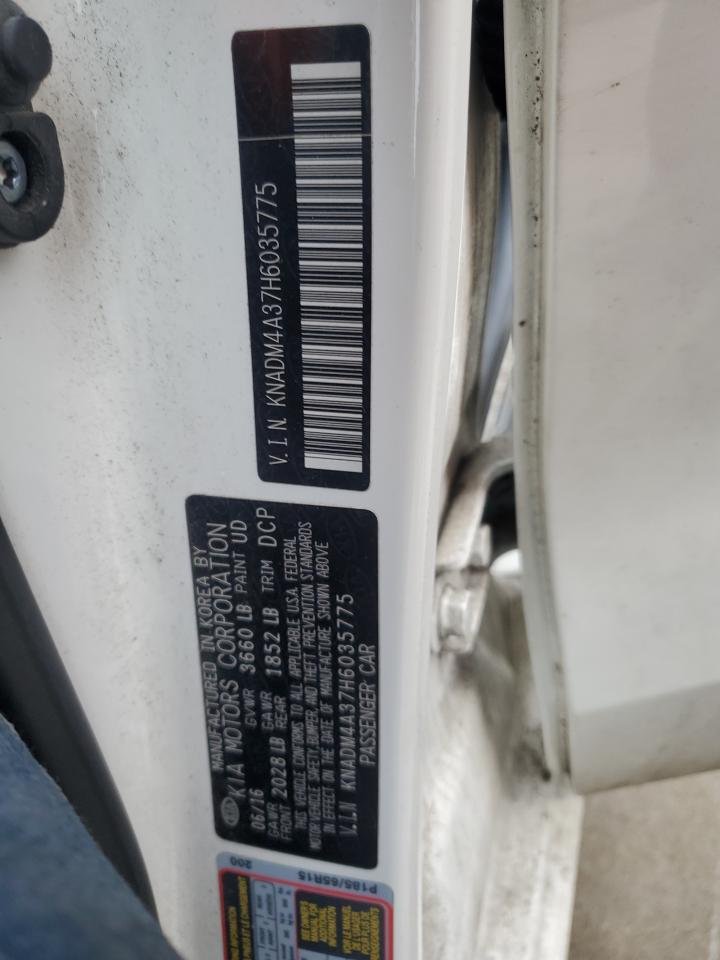 V.I.N. KNADM4A37H6035775
MANUFACTURED IN KOREA BY
KIA MOTORS CORPORATION
06/16 GVWR 3660 LB PAINT UD
GAWR FRONT 2028 LB GAWR REAR 1852 LB TRIM DCP
THIS VEHICLE CONFORMS TO ALL APPLICABLE U.S.A. FEDERAL
MOTOR VEHICLE SAFETY, BUMPER, AND THEFT PREVENTION STANDARDS
IN EFFECT ON THE DATE OF MANUFACTURE SHOWN ABOVE
V.I.N KNADM4A37H6035775
PASSENGER CAR
P185/65R15
200